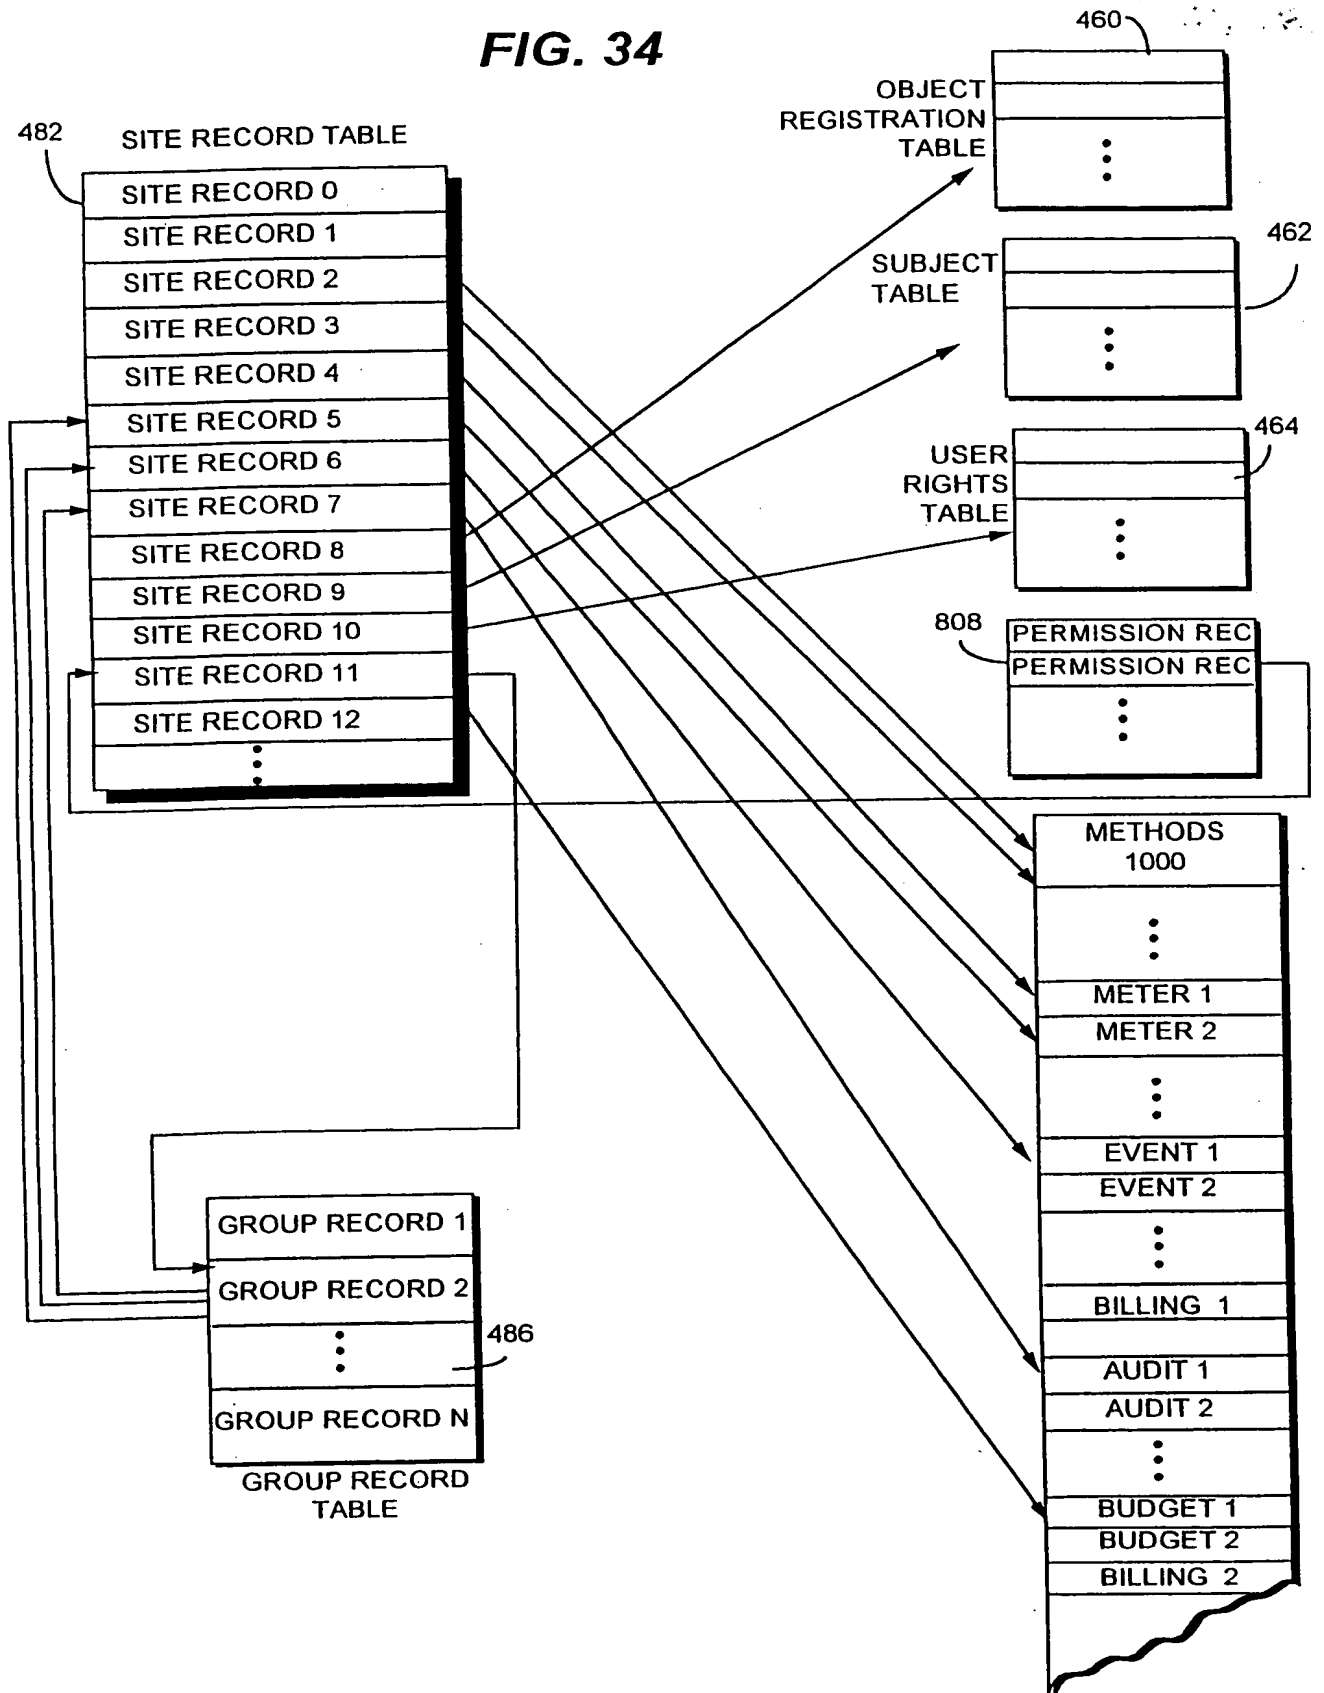 FIG. 34
460
OBJECT
REGISTRATION
TABLE
482
SITE RECORD TABLE
SITE RECORD 0
SITE RECORD 1
SITE RECORD 2
SITE RECORD 3
SITE RECORD 4
SITE RECORD 5
SITE RECORD 6
SITE RECORD 7
SITE RECORD 8
SITE RECORD 9
SITE RECORD 10
SITE RECORD 11
SITE RECORD 12
462
SUBJECT
TABLE
464
USER
RIGHTS
TABLE
808
PERMISSION REC
PERMISSION REC
METHODS
1000
METER 1
METER 2
EVENT 1
EVENT 2
BILLING 1
AUDIT 1
AUDIT 2
BUDGET 1
BUDGET 2
BILLING 2
GROUP RECORD 1
GROUP RECORD 2
486
GROUP RECORD N
GROUP RECORD
TABLE